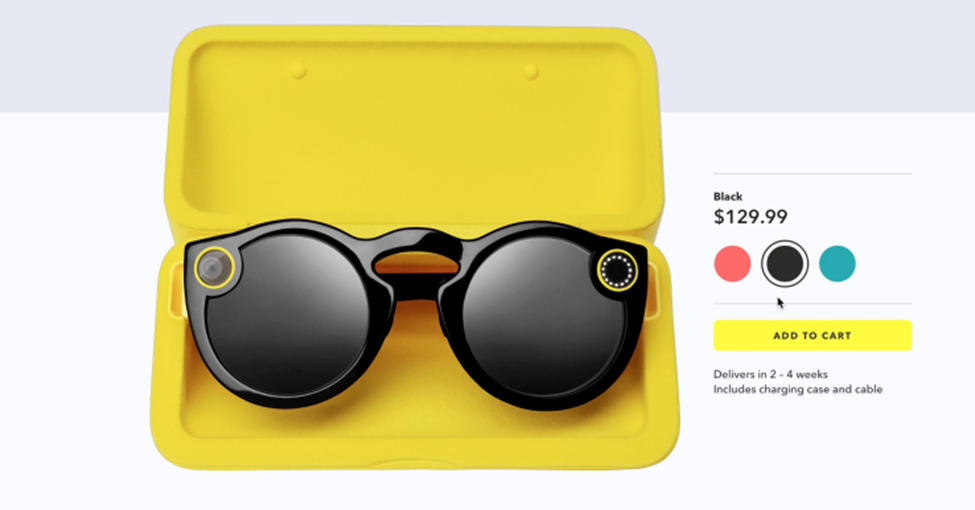 Black
$129.99
ADD TO CART
Delivers in 2 - 4 weeks
Includes charging case and cable